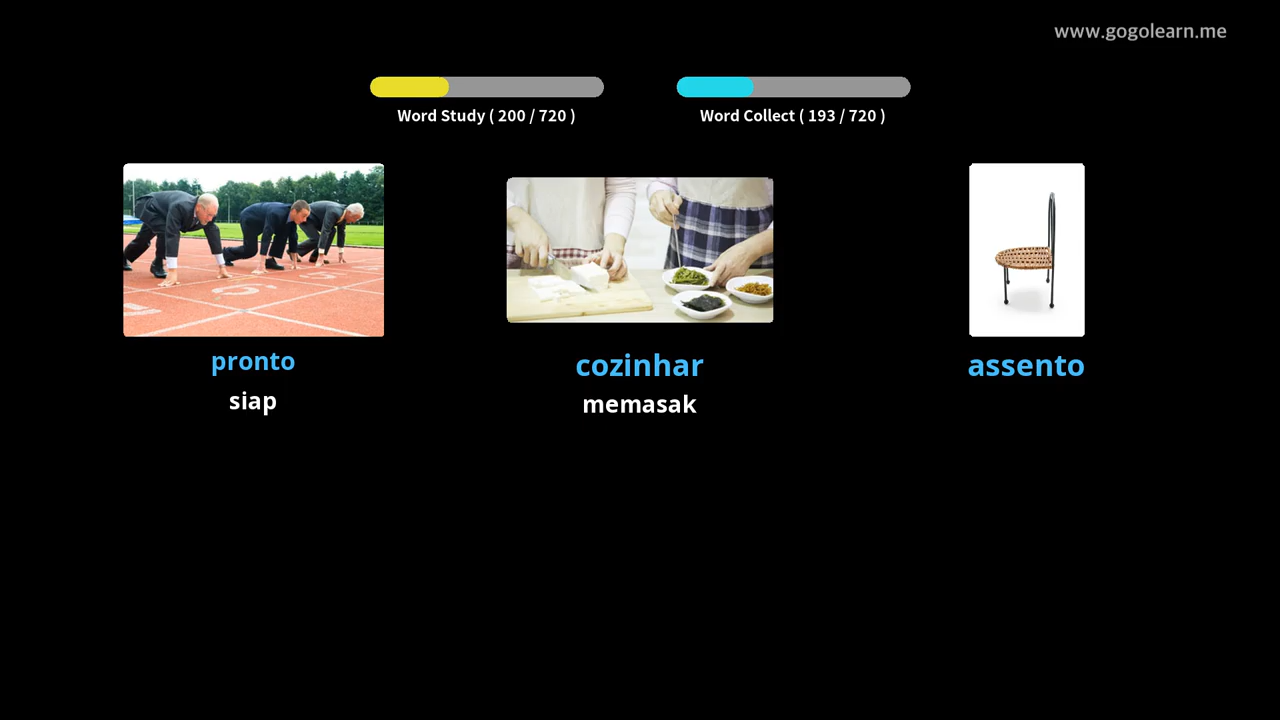 www.gogolearn.me
Word Study ( 200 / 720 )
Word Collect ( 193 / 720 )
pronto
siap
cozinhar
memasak
assento